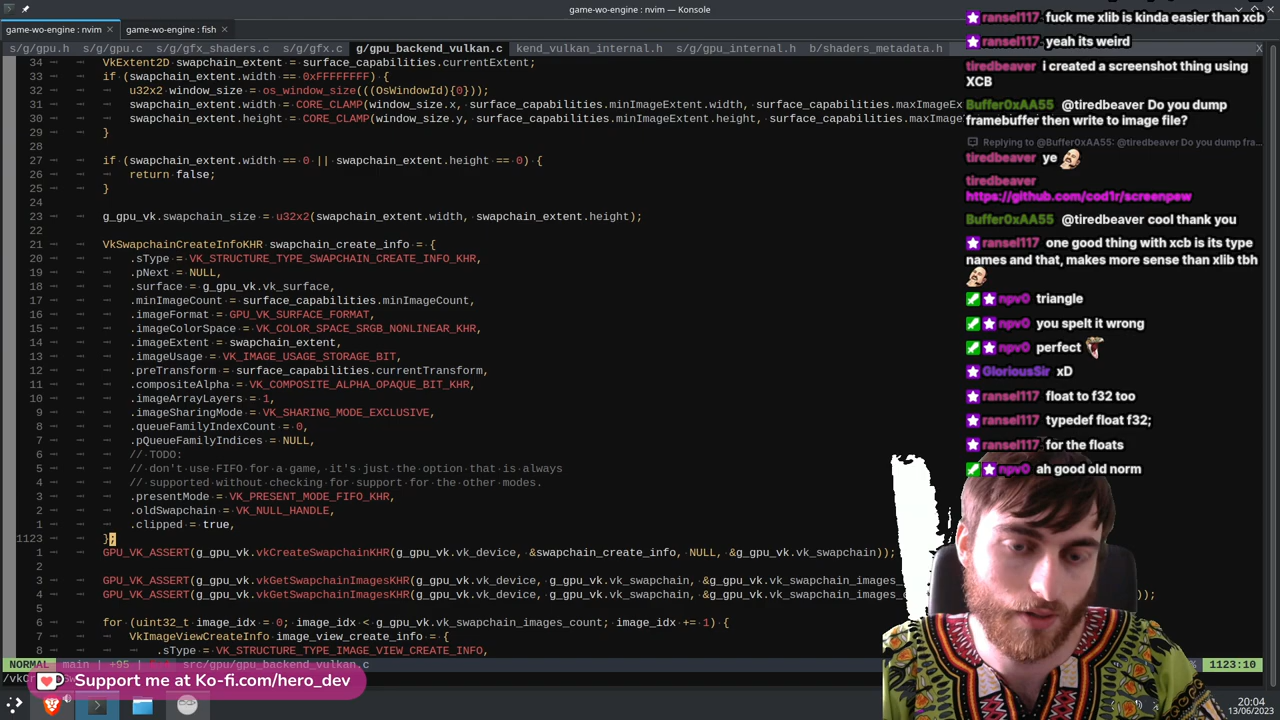 game-wo-engine : nvim — Konsole
game-wo-engine : nvim
game-wo-engine : fish
s/g/gpu.h s/g/gpu.c s/g/gfx_shaders.c g/gpu_backend_vulkan.c kend_vulkan_internal.h s/g/gpu_internal.h b/shaders_metadata.h X
34 VkExtent2D swapchain_extent = surface_capabilities.currentExtent;
33 if (swapchain_extent.width == 0xFFFFFFFF) {
32 u32x2 window_size = os_window_size(((OsWindowId){0}));
31 swapchain_extent.width = CORE_CLAMP(window_size.x, surface_capabilities.minImageExtent.width, surface_capabilities.maxImageEx
30 swapchain_extent.height = CORE_CLAMP(window_size.y, surface_capabilities.minImageExtent.height, surface_capabilities.maxImage
29 }
28
27 if (swapchain_extent.width == 0 || swapchain_extent.height == 0) {
26 return false;
25 }
24
23 g_gpu_vk.swapchain_size = u32x2(swapchain_extent.width, swapchain_extent.height);
22
21 VkSwapchainCreateInfoKHR swapchain_create_info = {
20 .sType = VK_STRUCTURE_TYPE_SWAPCHAIN_CREATE_INFO_KHR,
19 .pNext = NULL,
18 .surface = g_gpu_vk.vk_surface,
17 .minImageCount = surface_capabilities.minImageCount,
16 .imageFormat = GPU_VK_SURFACE_FORMAT,
15 .imageColorSpace = VK_COLOR_SPACE_SRGB_NONLINEAR_KHR,
14 .imageExtent = swapchain_extent,
13 .imageUsage = VK_IMAGE_USAGE_STORAGE_BIT,
12 .preTransform = surface_capabilities.currentTransform,
11 .compositeAlpha = VK_COMPOSITE_ALPHA_OPAQUE_BIT_KHR,
10 .imageArrayLayers = 1,
9 .imageSharingMode = VK_SHARING_MODE_EXCLUSIVE,
8 .queueFamilyIndexCount = 0,
7 .pQueueFamilyIndices = NULL,
6 // TODO:
5 // don't use FIFO for a game, it's just the option that is always
4 // supported without checking for support for the other modes.
3 .presentMode = VK_PRESENT_MODE_FIFO_KHR,
2 .oldSwapchain = VK_NULL_HANDLE,
1 .clipped = true,
1123 };
1 GPU_VK_ASSERT(g_gpu_vk.vkCreateSwapchainKHR(g_gpu_vk.vk_device, &swapchain_create_info, NULL, &g_gpu_vk.vk_swapchain));
2
3 GPU_VK_ASSERT(g_gpu_vk.vkGetSwapchainImagesKHR(g_gpu_vk.vk_device, g_gpu_vk.vk_swapchain, &g_gpu_vk.vk_swapchain_images_
4 GPU_VK_ASSERT(g_gpu_vk.vkGetSwapchainImagesKHR(g_gpu_vk.vk_device, g_gpu_vk.vk_swapchain, &g_gpu_vk.vk_swapchain_images_ ));
5
6 for (uint32_t image_idx = 0; image_idx < g_gpu_vk.vk_swapchain_images_count; image_idx += 1) {
7 VkImageViewCreateInfo image_view_create_info = {
8 .sType = VK_STRUCTURE_TYPE_IMAGE_VIEW_CREATE_INFO,
NORMAL main | +95 src/gpu/gpu_backend_vulkan.c 1123:10
Support me at Ko-fi.com/hero_dev
20:04
13/06/2023
ransel117 fuck me xlib is kinda easier than xcb
ransel117 yeah its weird
tiredbeaver i created a screenshot thing using
XCB
Buffer0xAA55 @tiredbeaver Do you dump
framebuffer then write to image file?
Replying to @Buffer0xAA55: @tiredbeaver Do you dump fra...
tiredbeaver ye
tiredbeaver
https://github.com/cod1r/screenpew
Buffer0xAA55 @tiredbeaver cool thank you
ransel117 one good thing with xcb is its type
names and that, makes more sense than xlib tbh
npv0 triangle
npv0 you spelt it wrong
npv0 perfect
GloriousSir xD
ransel117 float to f32 too
ransel117 typedef float f32;
ransel117 for the floats
npv0 ah good old norm